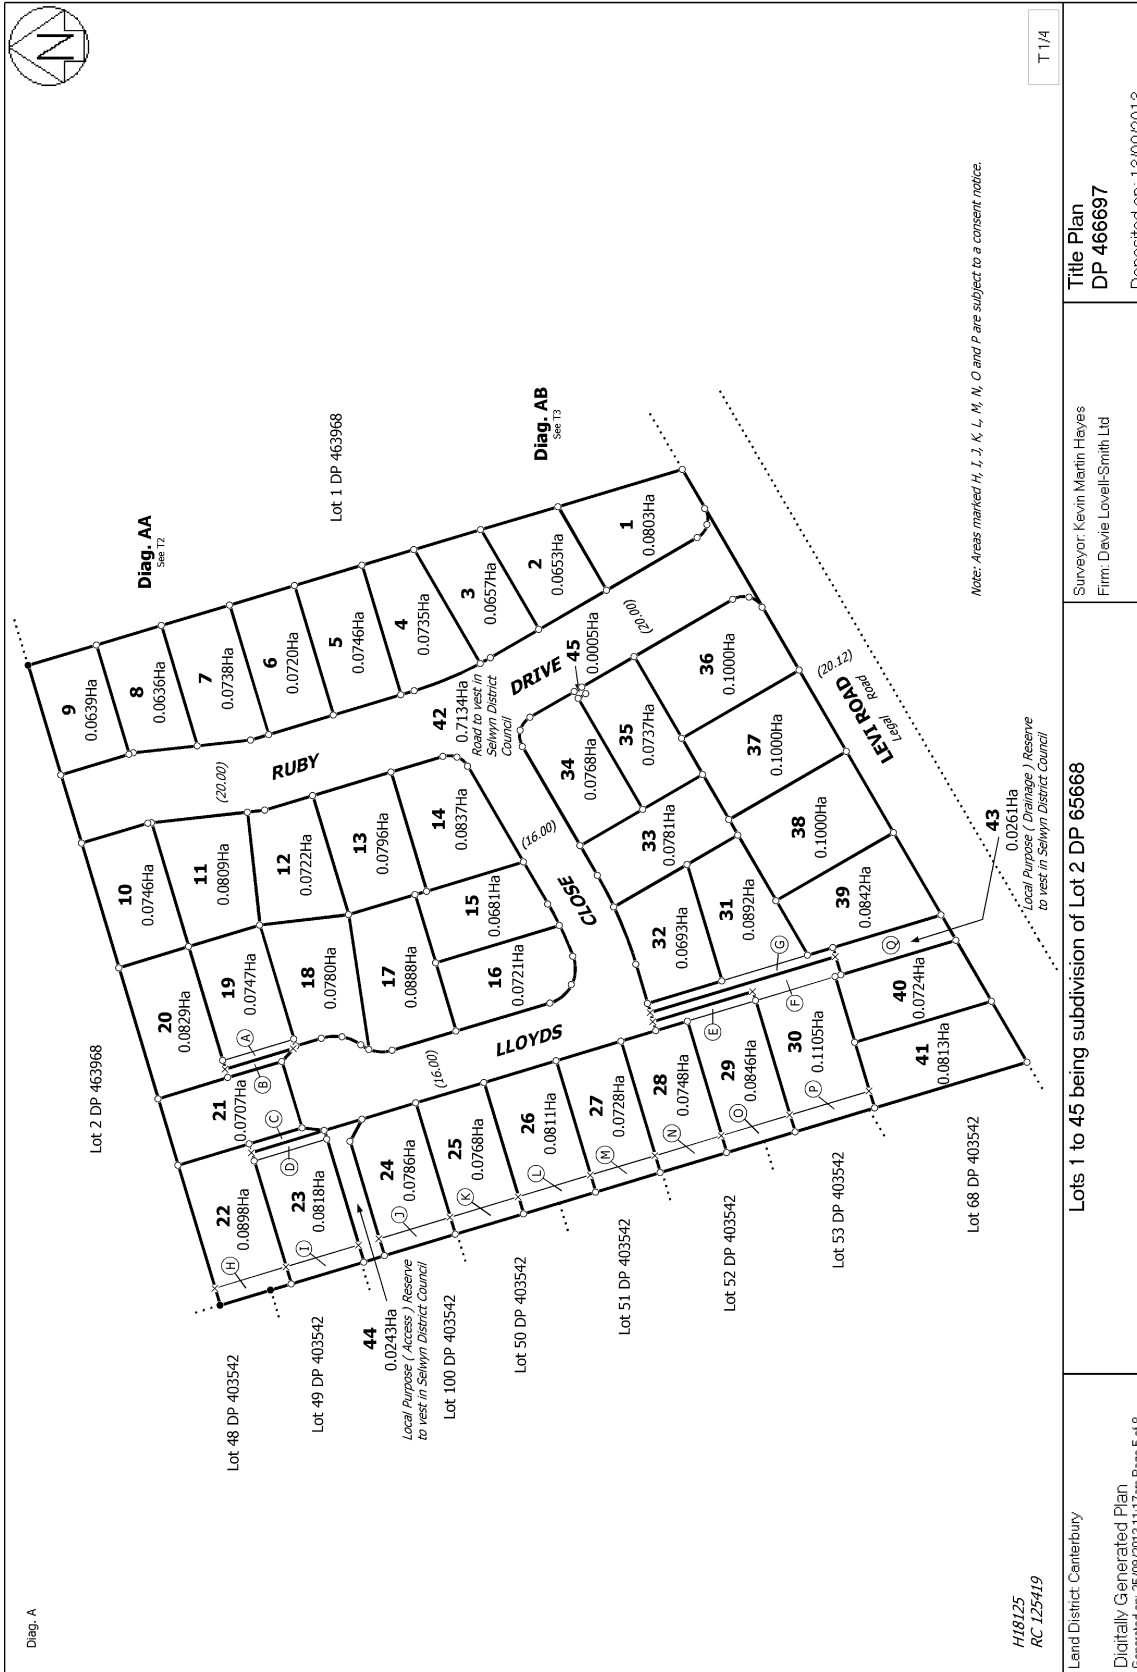 Diag. A
N
T 1/4
Lot 2 DP 463968
Diag. AA
See T2
Lot 1 DP 463968
Diag. AB
See T3
9
0.0639Ha
8
0.0636Ha
7
0.0738Ha
6
0.0720Ha
5
0.0746Ha
4
0.0735Ha
3
0.0657Ha
2
0.0653Ha
1
0.0803Ha
10
0.0746Ha
11
0.0809Ha
12
0.0722Ha
13
0.0796Ha
14
0.0837Ha
15
0.0681Ha
16
0.0721Ha
17
0.0888Ha
18
0.0780Ha
19
0.0747Ha
20
0.0829Ha
21
0.0707Ha
22
0.0898Ha
23
0.0818Ha
24
0.0786Ha
25
0.0768Ha
26
0.0811Ha
27
0.0728Ha
28
0.0748Ha
29
0.0846Ha
30
0.1105Ha
31
0.0892Ha
32
0.0693Ha
33
0.0781Ha
34
0.0768Ha
35
0.0737Ha
36
0.1000Ha
37
0.1000Ha
38
0.1000Ha
39
0.0842Ha
40
0.0724Ha
41
0.0813Ha
42
0.7134Ha
Road to vest in
Selwyn District
Council
43
0.0261Ha
Local Purpose ( Drainage ) Reserve
to vest in Selwyn District Council
44
0.0243Ha
Local Purpose ( Access ) Reserve
to vest in Selwyn District Council
45
0.0005Ha
RUBY
DRIVE
(20.00)
(20.00)
LLOYDS
CLOSE
(16.00)
(16.00)
LEVI ROAD
Legal Road
(20.12)
A
B
C
D
E
F
G
H
I
J
K
L
M
N
O
P
Q
Lot 48 DP 403542
Lot 49 DP 403542
Lot 100 DP 403542
Lot 50 DP 403542
Lot 51 DP 403542
Lot 52 DP 403542
Lot 53 DP 403542
Lot 68 DP 403542
Note: Areas marked H, I, J, K, L, M, N, O and P are subject to a consent notice.
H18125
RC 125419
Land District: Canterbury
Digitally Generated Plan
Generated on: 25/09/2013 11:17am Page 5 of 8
Lots 1 to 45 being subdivision of Lot 2 DP 65668
Surveyor: Kevin Martin Hayes
Firm: Davie Lovell-Smith Ltd
Title Plan
DP 466697
Deposited on: